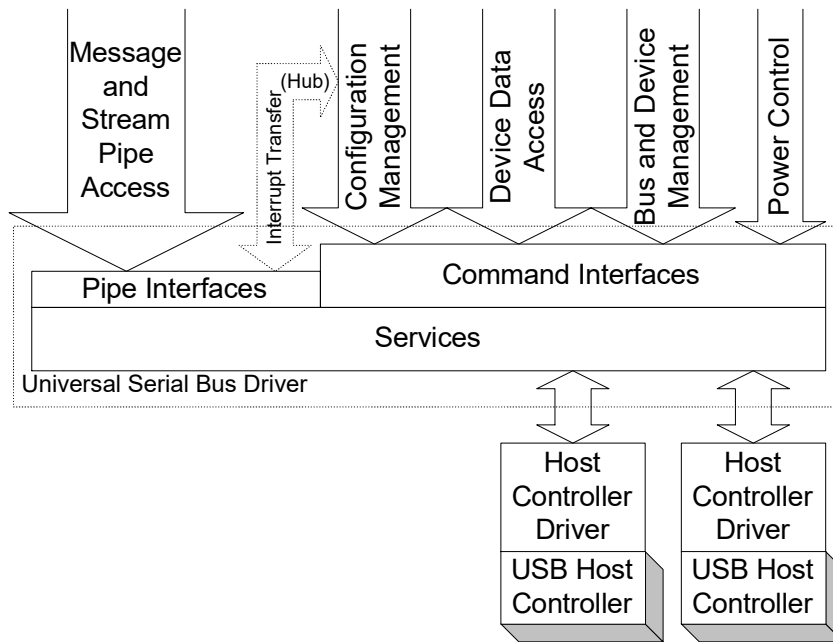 Message
and
Stream
Pipe
Access
Interrupt Transfer
(Hub)
Configuration
Management
Device Data
Access
Bus and Device
Management
Power Control
Pipe Interfaces
Command Interfaces
Services
Universal Serial Bus Driver
Host
Controller
Driver
USB Host
Controller
Host
Controller
Driver
USB Host
Controller